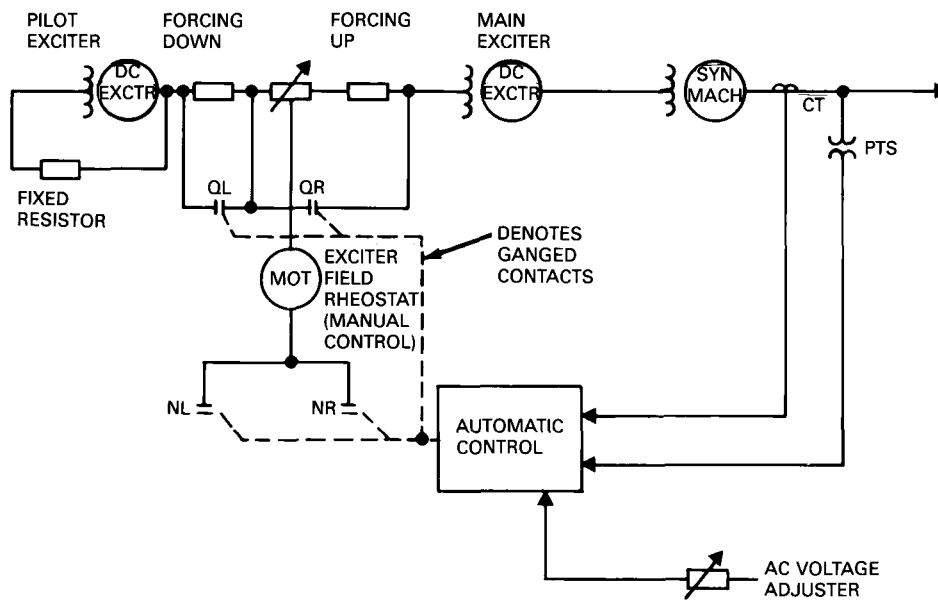 PILOT
EXCITER
FORCING
DOWN
FORCING
UP
MAIN
EXCITER
DC
EXCTR
DC
EXCTR
SYN
MACH
CT
PTS
FIXED
RESISTOR
QL
QR
DENOTES
GANGED
CONTACTS
MOT
EXCITER
FIELD
RHEOSTAT
(MANUAL
CONTROL)
NL
NR
AUTOMATIC
CONTROL
AC VOLTAGE
ADJUSTER